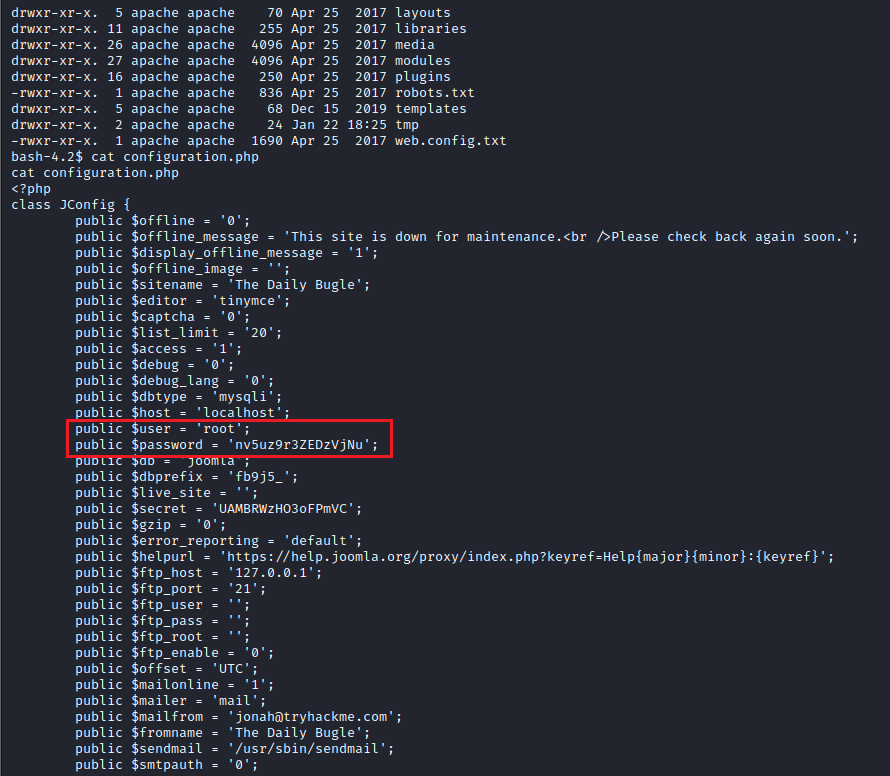 drwxr-xr-x.  5 apache apache    70 Apr 25  2017 layouts
drwxr-xr-x. 11 apache apache   255 Apr 25  2017 libraries
drwxr-xr-x. 26 apache apache  4096 Apr 25  2017 media
drwxr-xr-x. 27 apache apache  4096 Apr 25  2017 modules
drwxr-xr-x. 16 apache apache   250 Apr 25  2017 plugins
-rwxr-xr-x.  1 apache apache   836 Apr 25  2017 robots.txt
drwxr-xr-x.  5 apache apache    68 Dec 15  2019 templates
drwxr-xr-x.  2 apache apache    24 Jan 22 18:25 tmp
-rwxr-xr-x.  1 apache apache  1690 Apr 25  2017 web.config.txt
bash-4.2$ cat configuration.php
cat configuration.php
<?php
class JConfig {
        public $offline = '0';
        public $offline_message = 'This site is down for maintenance.<br />Please check back again soon.';
        public $display_offline_message = '1';
        public $offline_image = '';
        public $sitename = 'The Daily Bugle';
        public $editor = 'tinymce';
        public $captcha = '0';
        public $list_limit = '20';
        public $access = '1';
        public $debug = '0';
        public $debug_lang = '0';
        public $dbtype = 'mysqli';
        public $host = 'localhost';
        public $user = 'root';
        public $password = 'nv5uz9r3ZEDzVjNu';
        public $db = 'joomla';
        public $dbprefix = 'fb9j5_';
        public $live_site = '';
        public $secret = 'UAMBRWzHO3oFPmVC';
        public $gzip = '0';
        public $error_reporting = 'default';
        public $helpurl = 'https://help.joomla.org/proxy/index.php?keyref=Help{major}{minor}:{keyref}';
        public $ftp_host = '127.0.0.1';
        public $ftp_port = '21';
        public $ftp_user = '';
        public $ftp_pass = '';
        public $ftp_root = '';
        public $ftp_enable = '0';
        public $offset = 'UTC';
        public $mailonline = '1';
        public $mailer = 'mail';
        public $mailfrom = 'jonah@tryhackme.com';
        public $fromname = 'The Daily Bugle';
        public $sendmail = '/usr/sbin/sendmail';
        public $smtpauth = '0';